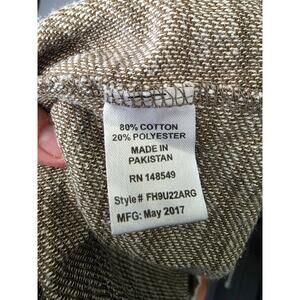 80% COTTON
20% POLYESTER
MADE IN
PAKISTAN
RN 148549
Style# FH9U22ARG
MFG: May 2017